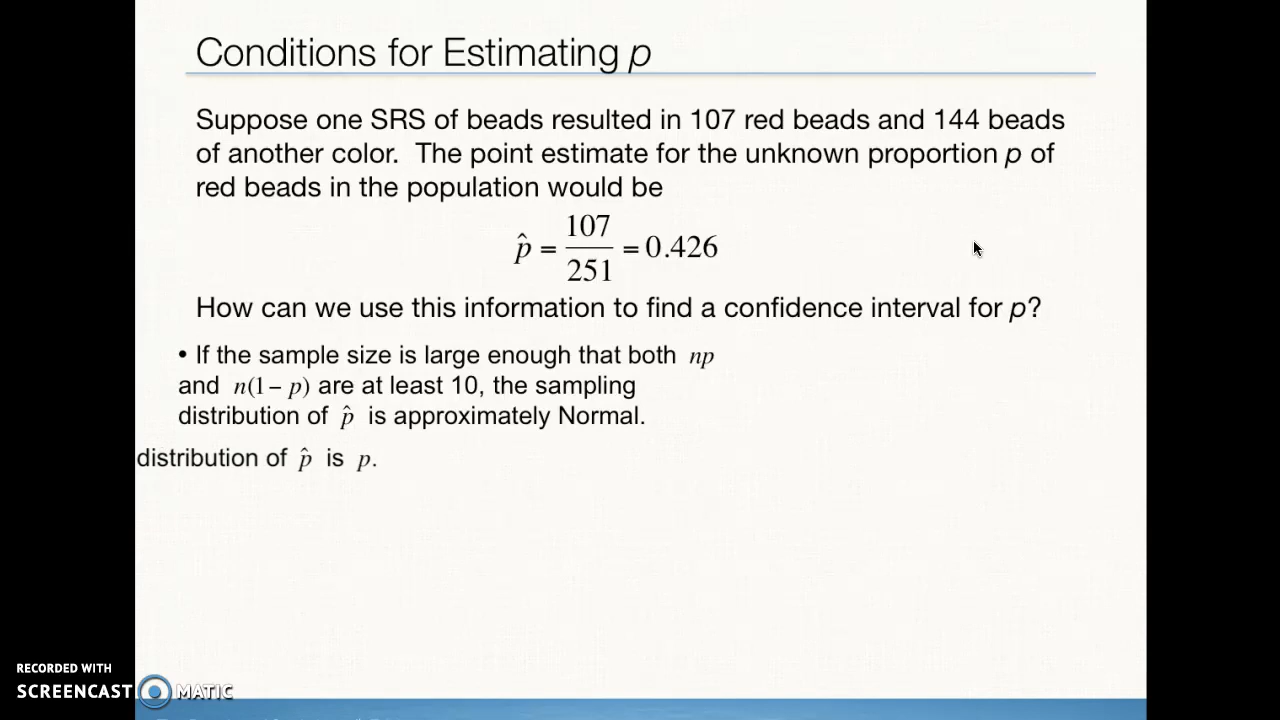 Conditions for Estimating p
Suppose one SRS of beads resulted in 107 red beads and 144 beads
of another color. The point estimate for the unknown proportion p of
red beads in the population would be
p̂ = 107/251 = 0.426
How can we use this information to find a confidence interval for p?
• If the sample size is large enough that both np
and n(1 − p) are at least 10, the sampling
distribution of p̂ is approximately Normal.
distribution of p̂ is p.
RECORDED WITH
SCREENCAST MATIC